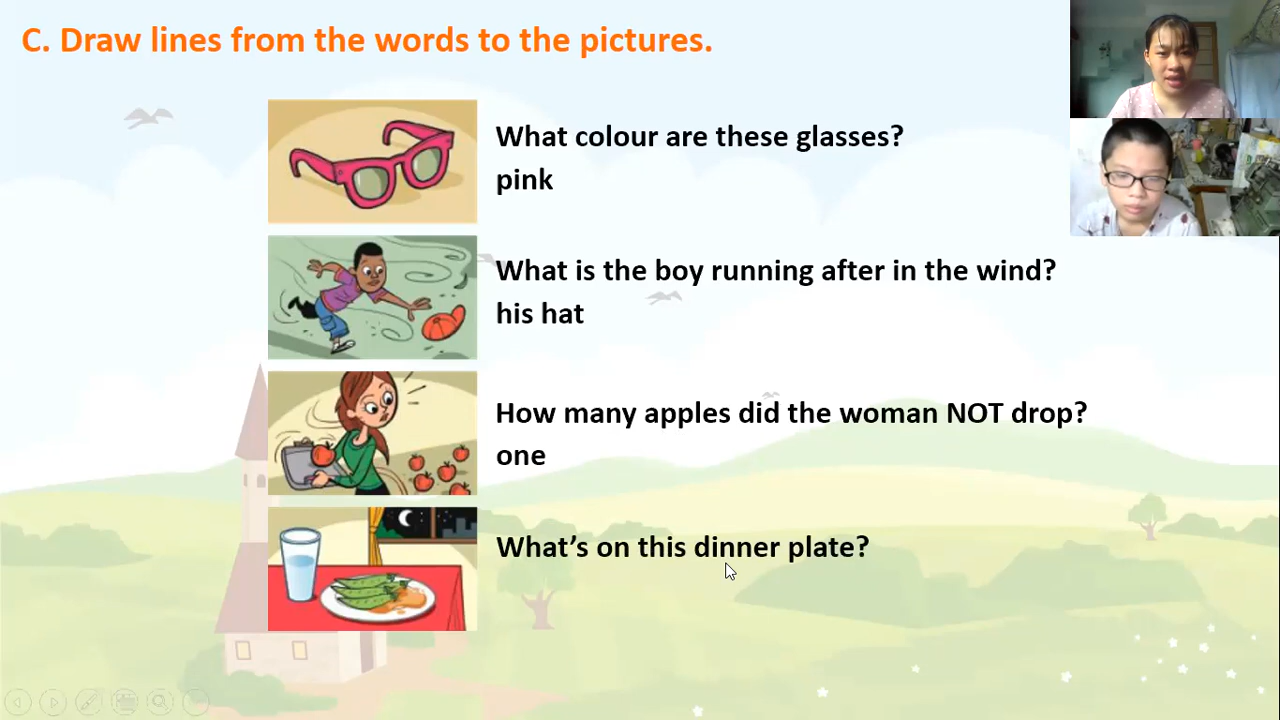 C. Draw lines from the words to the pictures.
What colour are these glasses?
pink
What is the boy running after in the wind?
his hat
How many apples did the woman NOT drop?
one
What’s on this dinner plate?